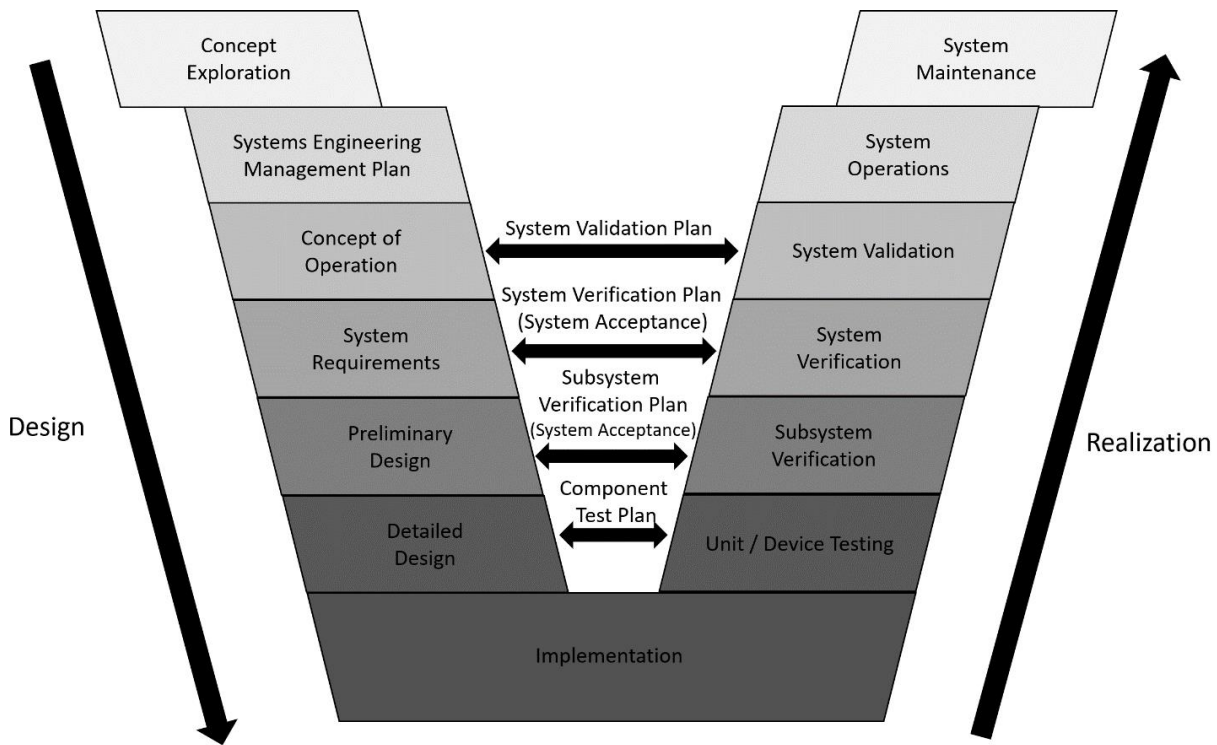 Concept
Exploration
System
Maintenance
Systems Engineering
Management Plan
System
Operations
System Validation Plan
Concept of
Operation
System Validation
System Verification Plan
(System Acceptance)
System
Requirements
System
Verification
Subsystem
Verification Plan
(System Acceptance)
Design
Preliminary
Design
Subsystem
Verification
Realization
Component
Test Plan
Detailed
Design
Unit / Device Testing
Implementation